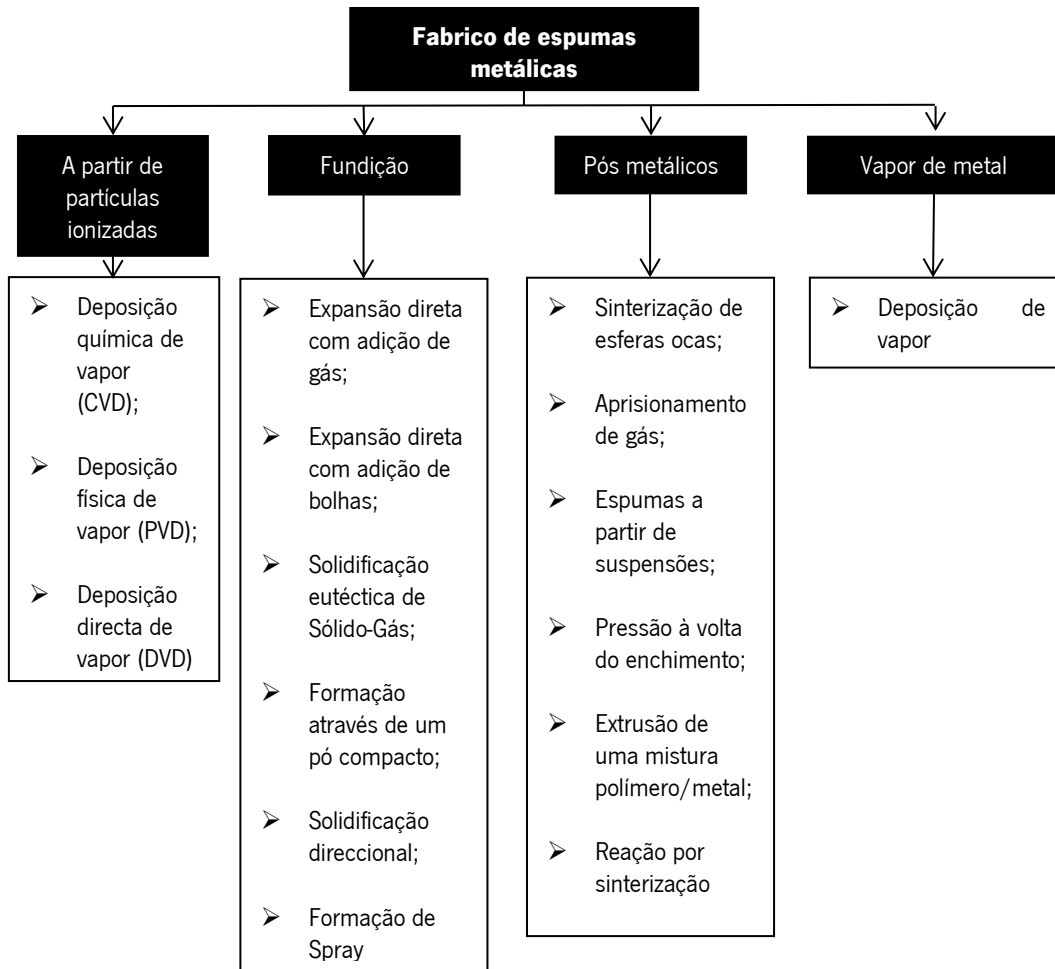 Fabrico de espumas
metálicas
A partir de
partículas
ionizadas
Fundição
Pós metálicos
Vapor de metal
➢ Deposição
química de
vapor
(CVD);
➢ Deposição
física de
vapor (PVD);
➢ Deposição
directa de
vapor (DVD)
➢ Expansão direta
com adição de
gás;
➢ Expansão direta
com adição de
bolhas;
➢ Solidificação
eutéctica de
Sólido-Gás;
➢ Formação
através de um
pó compacto;
➢ Solidificação
direccional;
➢ Formação de
Spray
➢ Sinterização de
esferas ocas;
➢ Aprisionamento
de gás;
➢ Espumas a
partir de
suspensões;
➢ Pressão à volta
do enchimento;
➢ Extrusão de
uma mistura
polímero/metal;
➢ Reação por
sinterização
➢ Deposição de
vapor